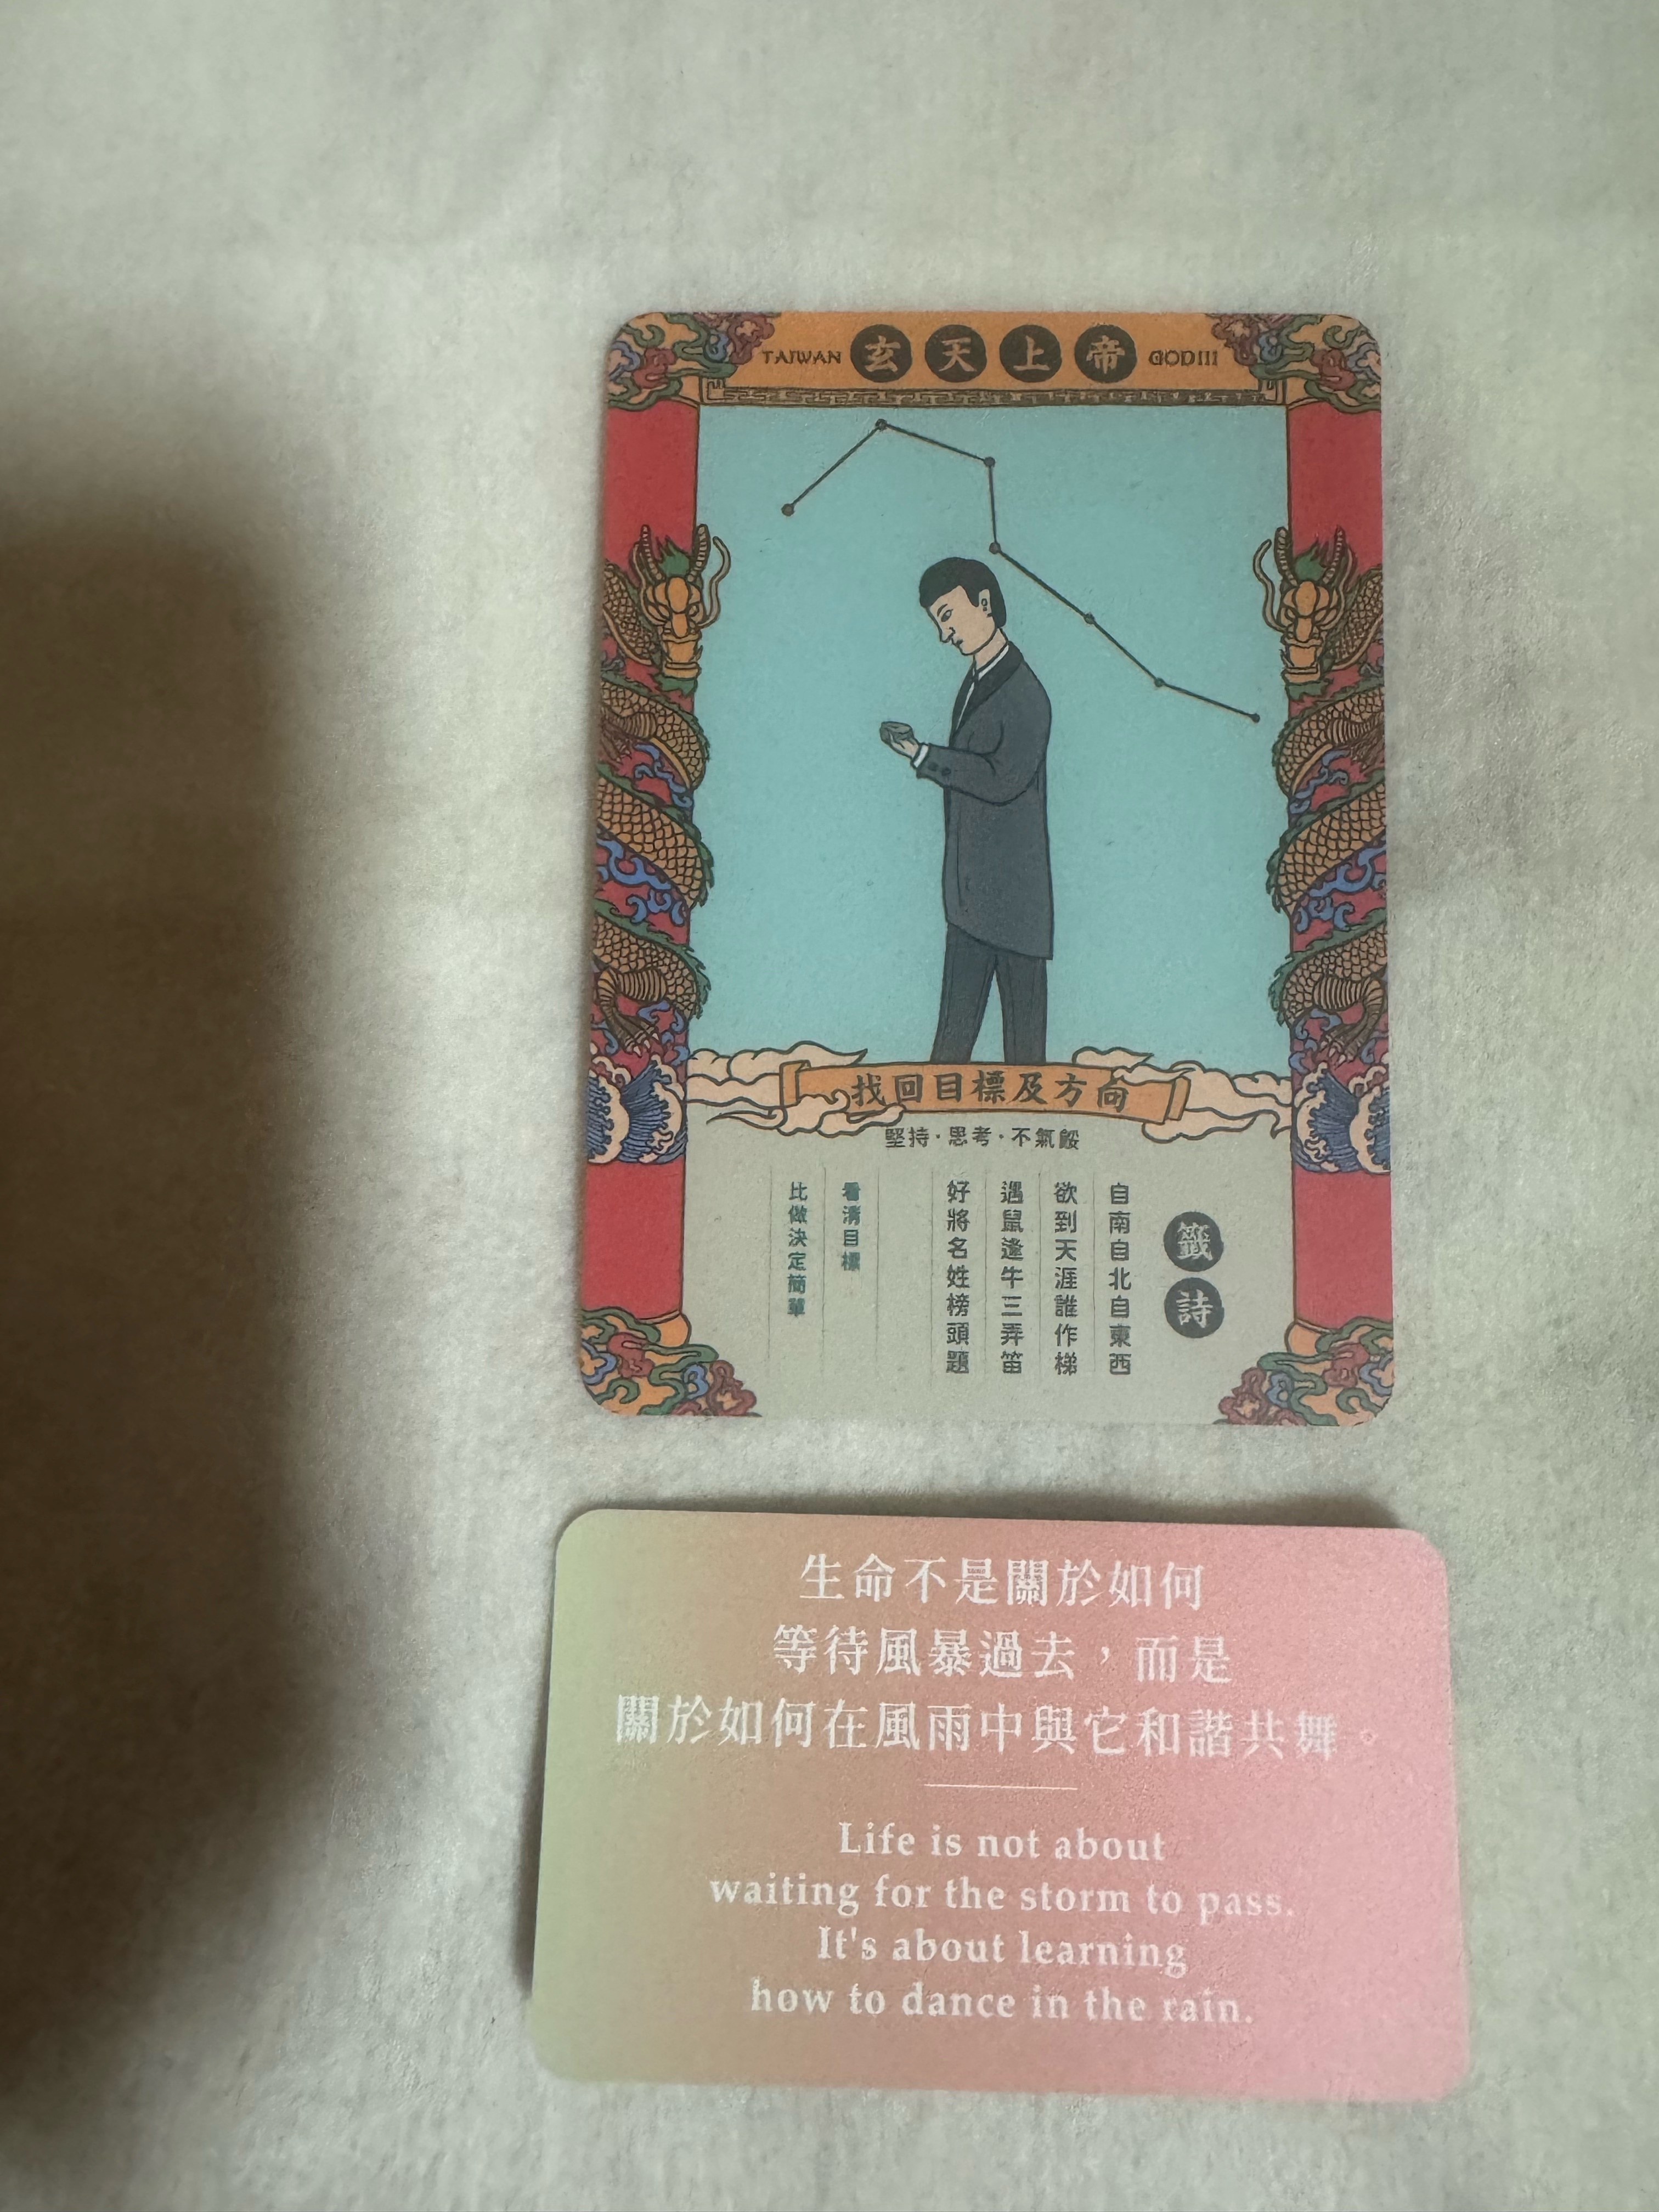 TAIWAN 玄天上帝 GOD III
找回目標及方向
堅持·思考·不氣餒
籤詩
自南自北自東西
欲到天涯誰作梯
遇鼠逢牛三弄笛
好將名姓榜頭題
看清目標
比做決定簡單
生命不是關於如何
等待風暴過去，而是
關於如何在風雨中與它和諧共舞。
Life is not about
waiting for the storm to pass.
It's about learning
how to dance in the rain.